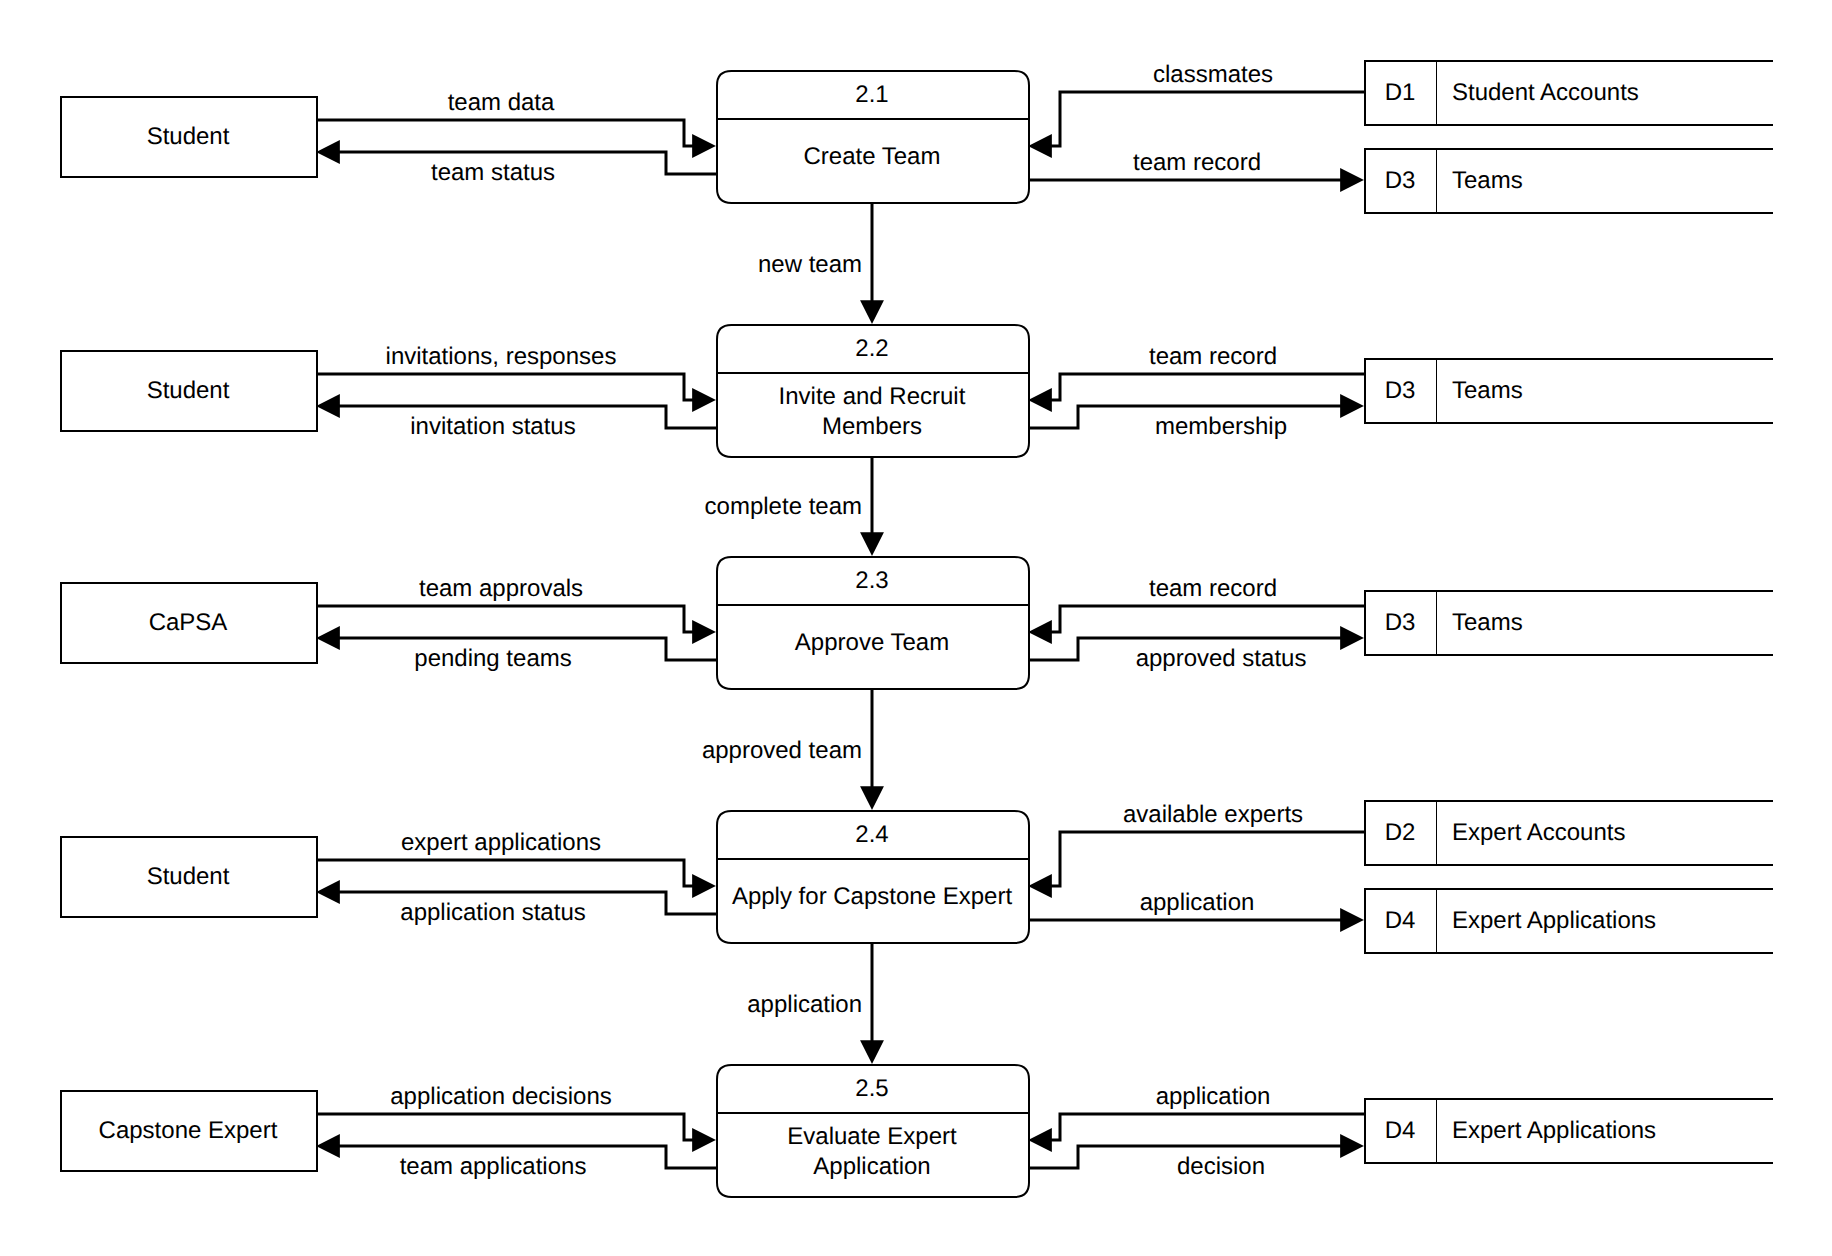 team data
Student
team status
2.1
Create Team
classmates
D1 Student Accounts
team record
D3 Teams
new team
invitations, responses
Student
invitation status
2.2
Invite and Recruit
Members
team record
D3 Teams
membership
complete team
team approvals
CaPSA
pending teams
2.3
Approve Team
team record
D3 Teams
approved status
approved team
expert applications
Student
application status
2.4
Apply for Capstone Expert
available experts
D2 Expert Accounts
application
D4 Expert Applications
application
application decisions
Capstone Expert
team applications
2.5
Evaluate Expert
Application
application
D4 Expert Applications
decision